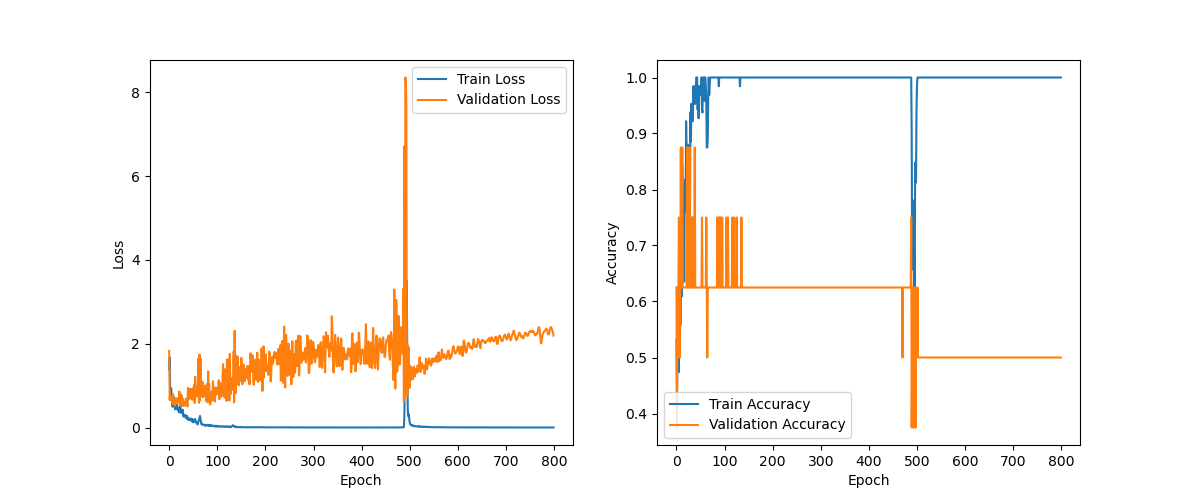 Train Loss
Validation Loss
8
6
4
2
0
Loss
0 100 200 300 400 500 600 700 800
Epoch
1.0
0.9
0.8
0.7
0.6
0.5
0.4
Accuracy
Train Accuracy
Validation Accuracy
0 100 200 300 400 500 600 700 800
Epoch